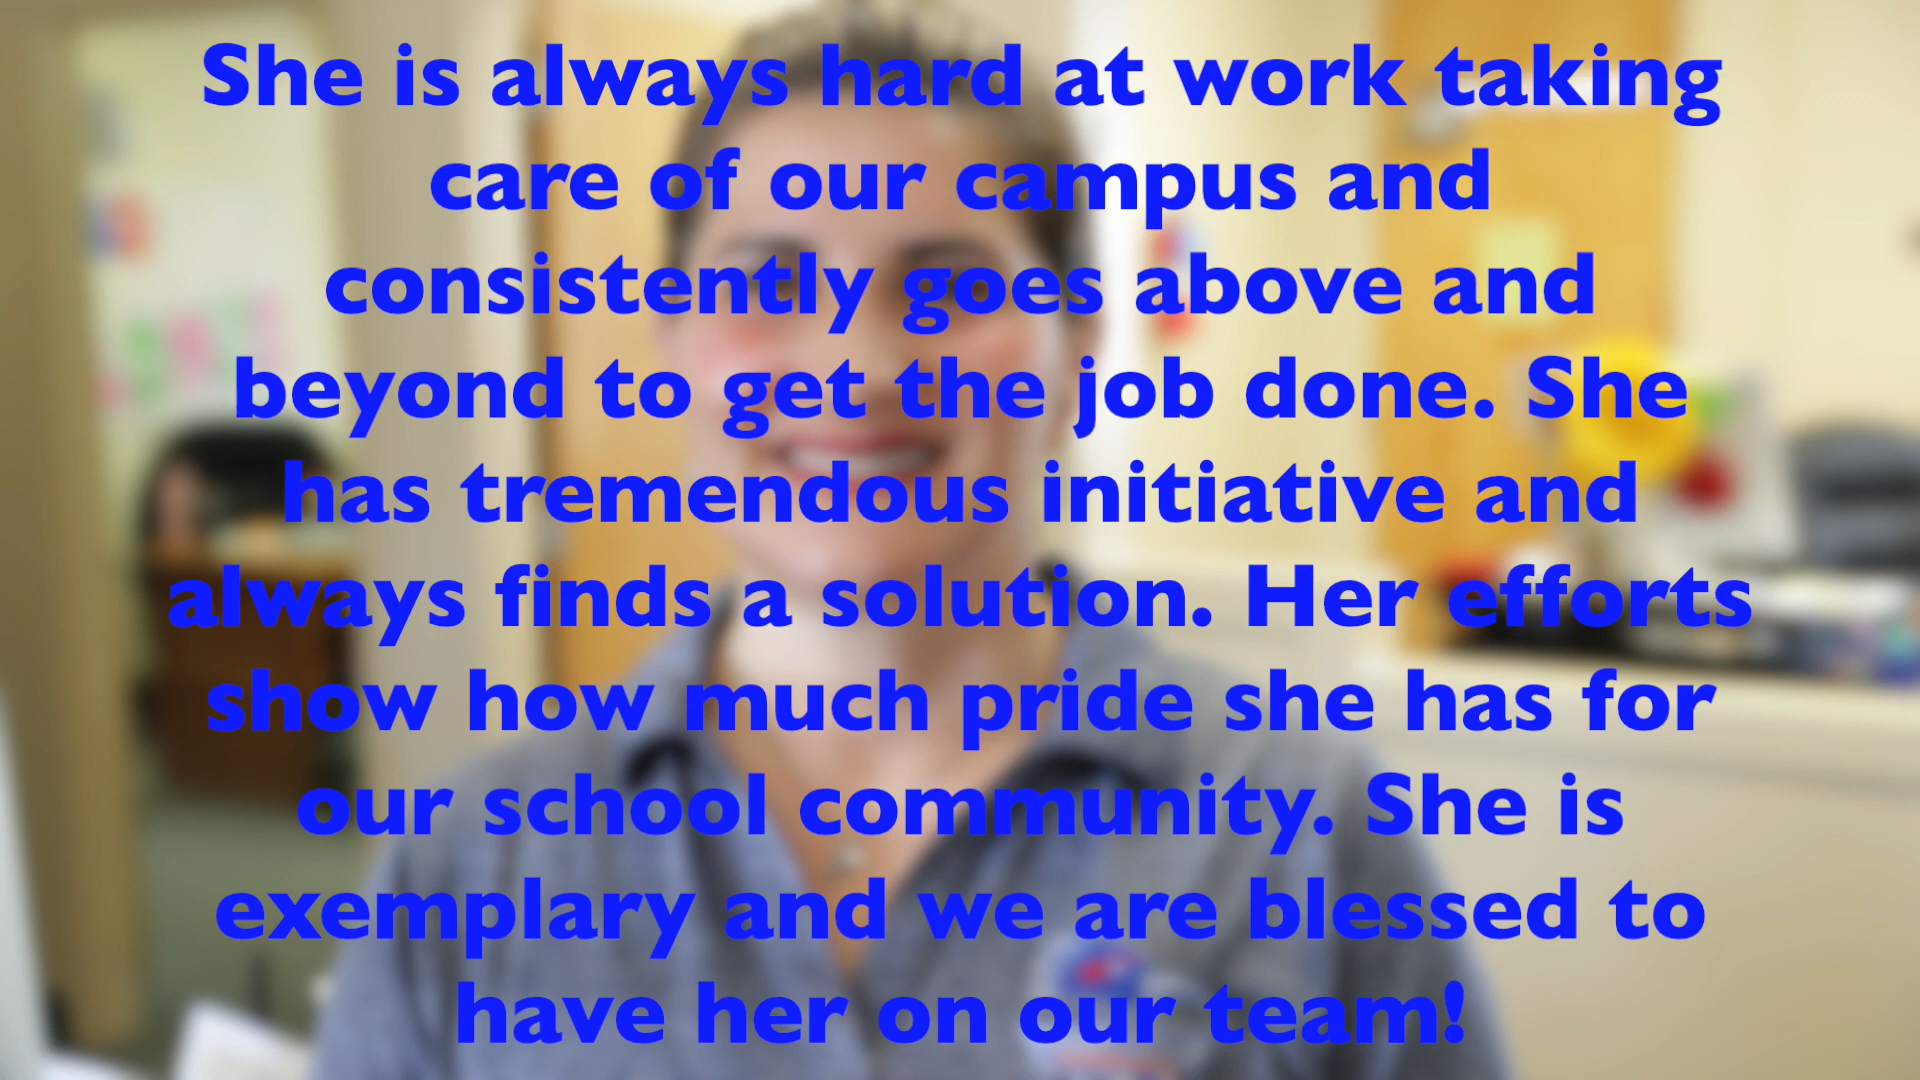 She is always hard at work taking
care of our campus and
consistently goes above and
beyond to get the job done. She
has tremendous initiative and
always finds a solution. Her efforts
show how much pride she has for
our school community. She is
exemplary and we are blessed to
have her on our team!